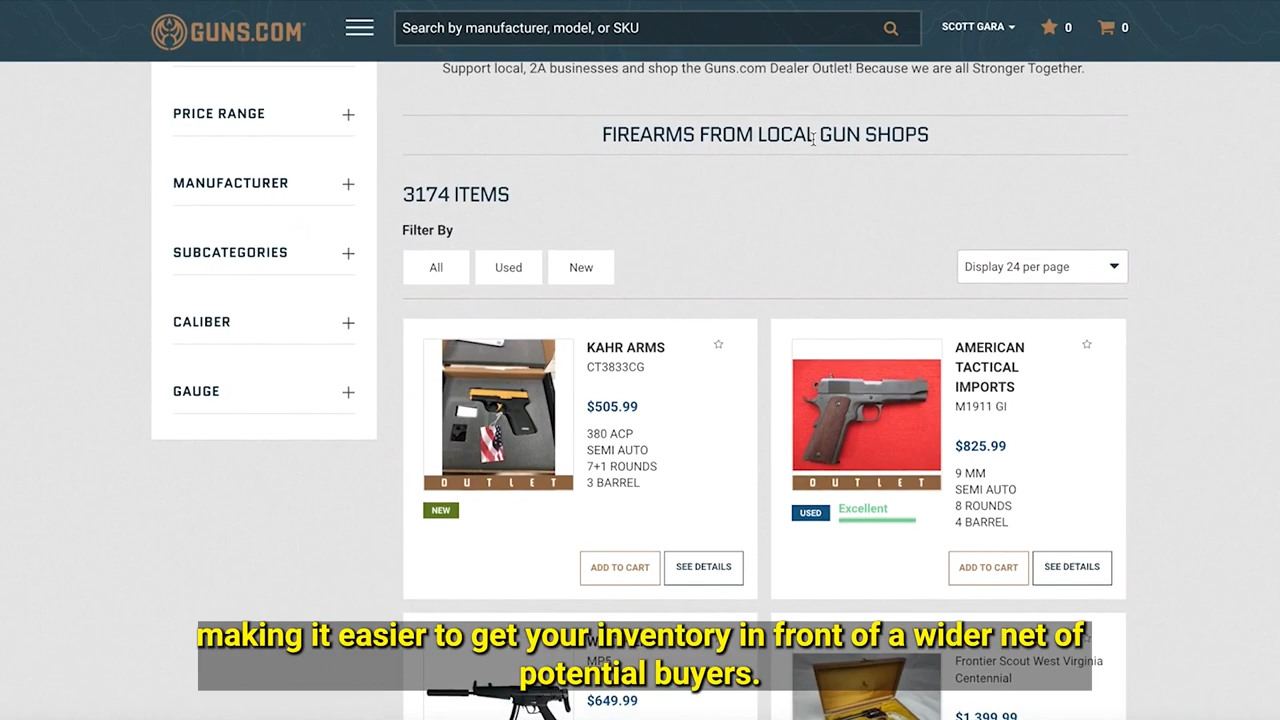 GUNS.COM
Search by manufacturer, model, or SKU
SCOTT GARA
0
0
Support local, 2A businesses and shop the Guns.com Dealer Outlet! Because we are all Stronger Together.
PRICE RANGE
MANUFACTURER
SUBCATEGORIES
CALIBER
GAUGE
FIREARMS FROM LOCAL GUN SHOPS
3174 ITEMS
Filter By
All
Used
New
Display 24 per page
KAHR ARMS
CT3833CG
$505.99
380 ACP
SEMI AUTO
7+1 ROUNDS
3 BARREL
OUTLET
NEW
ADD TO CART
SEE DETAILS
AMERICAN
TACTICAL
IMPORTS
M1911 GI
$825.99
9 MM
SEMI AUTO
8 ROUNDS
4 BARREL
OUTLET
USED
Excellent
ADD TO CART
SEE DETAILS
MP5
$649.99
Frontier Scout West Virginia
Centennial
$1,399.99
making it easier to get your inventory in front of a wider net of
potential buyers.